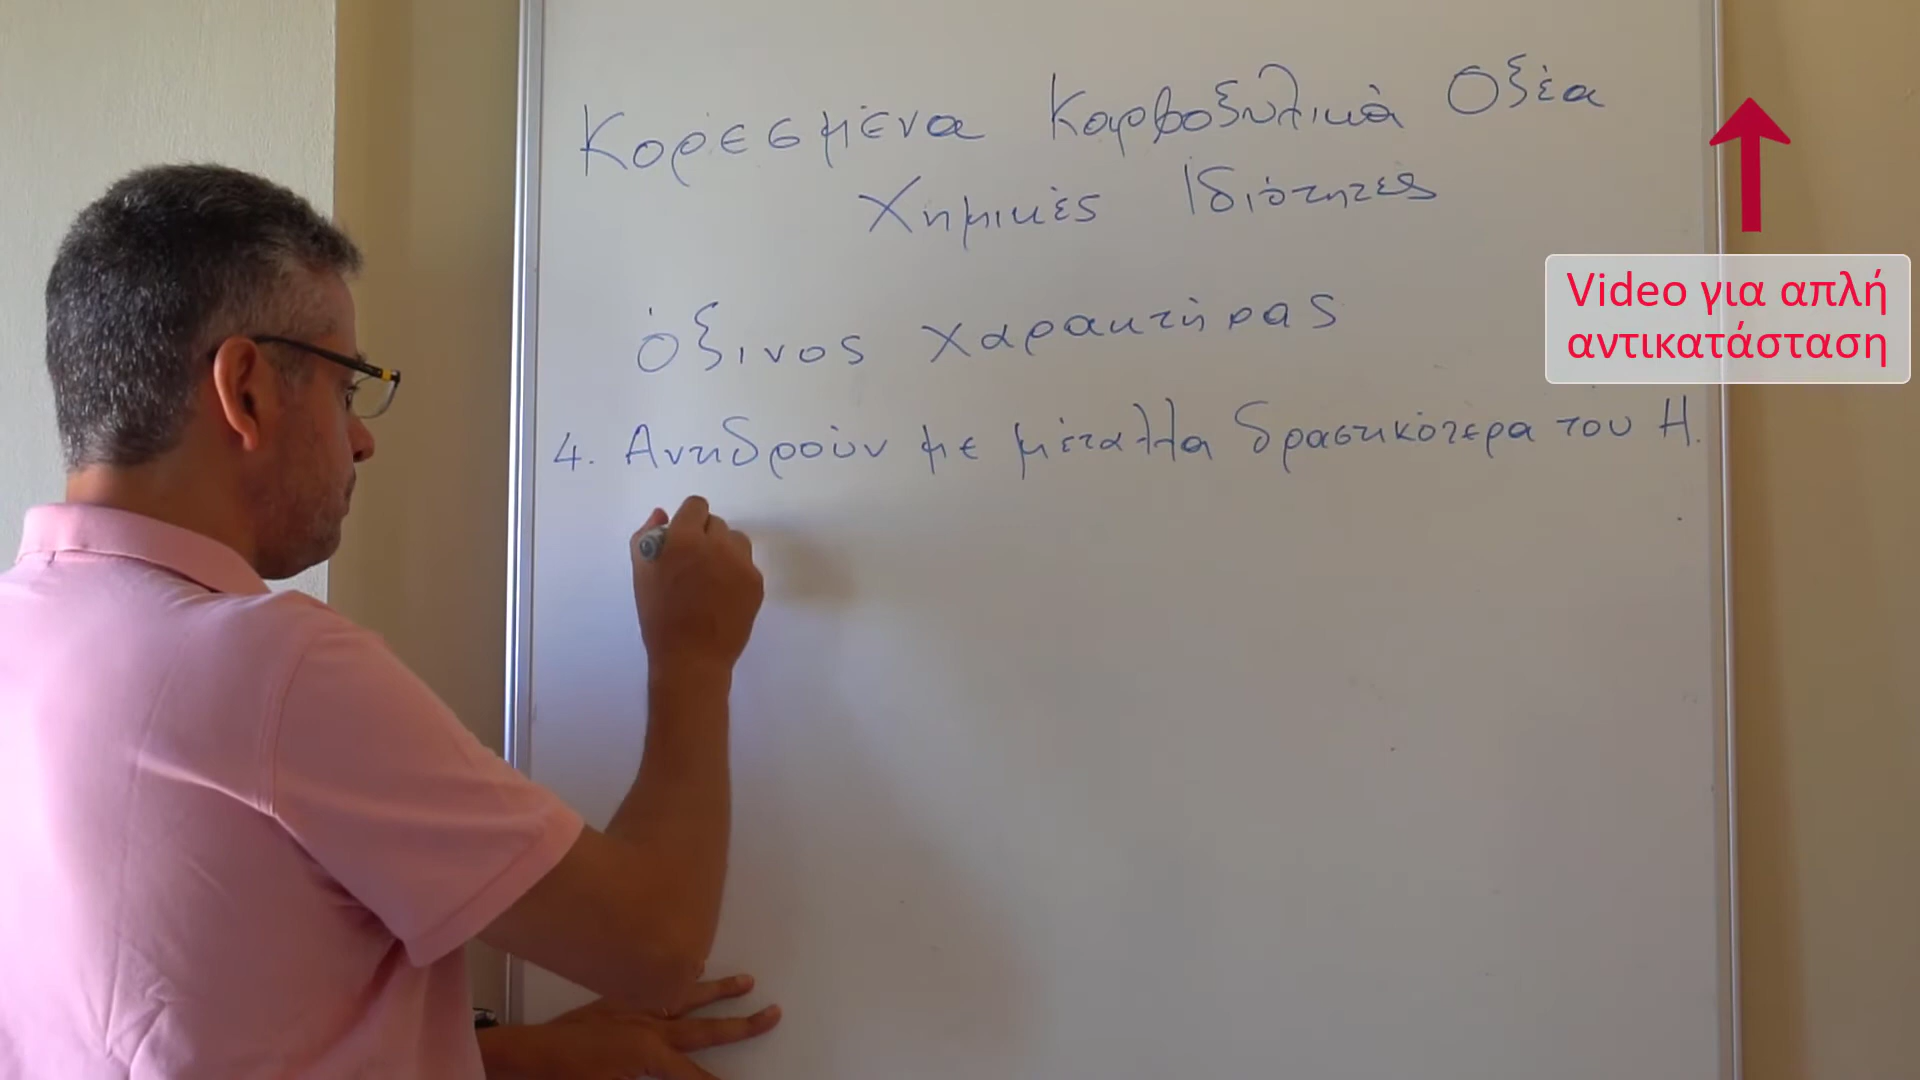 Κορεσμένα Καρβοξυλικά Οξέα
Χημικές Ιδιότητες
Όξινος χαρακτήρας
4. Αντιδρούν με μέταλλα δραστικότερα του Η.
Video για απλή
αντικατάσταση